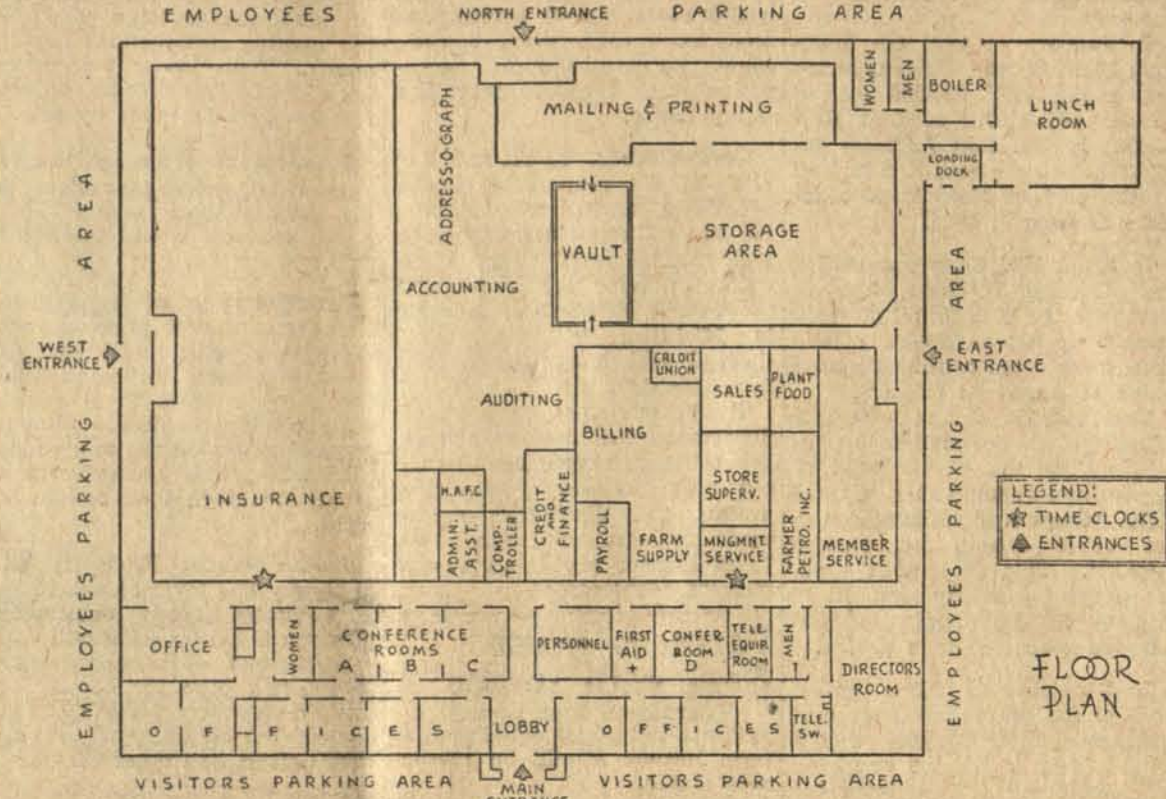 EMPLOYEES PARKING AREA
NORTH ENTRANCE
WOMEN
MEN
BOILER
LUNCH
ROOM
MAILING & PRINTING
ADDRESS·O·GRAPH
LOADING
DOCK
EMPLOYEES PARKING AREA
VAULT
STORAGE
AREA
ACCOUNTING
WEST
ENTRANCE
EAST
ENTRANCE
EMPLOYEES PARKING AREA
CREDIT
UNION
SALES
PLANT
FOOD
AUDITING
BILLING
INSURANCE
H.A.F.C.
ADMIN.
ASST.
COMP-
TROLLER
CREDIT
AND
FINANCE
PAYROLL
FARM
SUPPLY
STORE
SUPERV.
MNGMNT.
SERVICE
FARMER
PETRO. INC.
MEMBER
SERVICE
LEGEND:
TIME CLOCKS
ENTRANCES
OFFICE
WOMEN
CONFERENCE
ROOMS
A B C
PERSONNEL
FIRST
AID
+
CONFER.
ROOM
D
TELE.
EQUIP.
ROOM
MEN
DIRECTORS
ROOM
FLOOR
PLAN
OFFICES
LOBBY
OFFICES
TELE.
SW.
VISITORS PARKING AREA
MAIN
ENTRANCE
VISITORS PARKING AREA